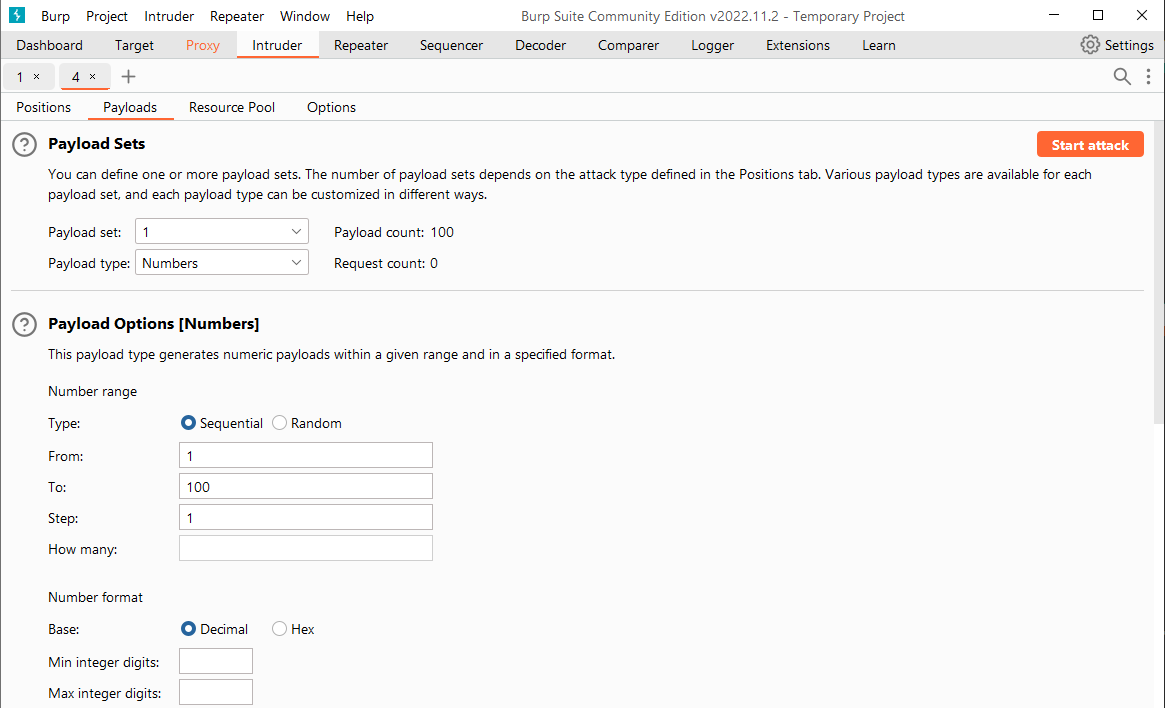 Burp Project Intruder Repeater Window Help Burp Suite Community Edition v2022.11.2 - Temporary Project
Dashboard Target Proxy Intruder Repeater Sequencer Decoder Comparer Logger Extensions Learn Settings
1 × 4 ×
Positions Payloads Resource Pool Options
? Payload Sets Start attack
You can define one or more payload sets. The number of payload sets depends on the attack type defined in the Positions tab. Various payload types are available for each
payload set, and each payload type can be customized in different ways.
Payload set: 1 Payload count: 100
Payload type: Numbers Request count: 0
? Payload Options [Numbers]
This payload type generates numeric payloads within a given range and in a specified format.
Number range
Type: Sequential Random
From: 1
To: 100
Step: 1
How many:
Number format
Base: Decimal Hex
Min integer digits:
Max integer digits: